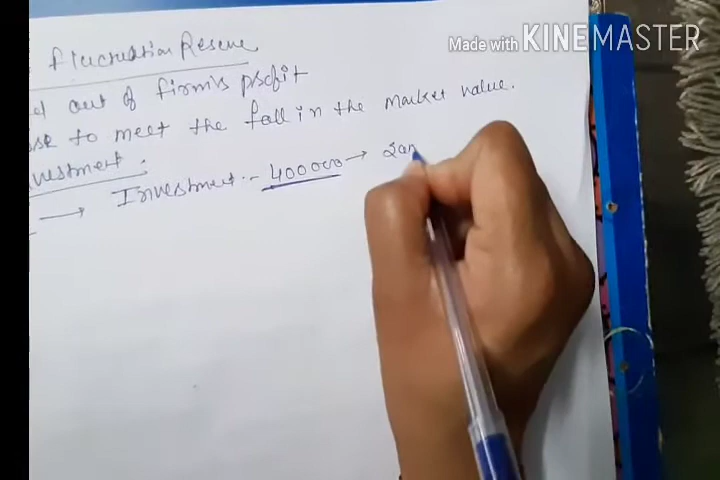 Made with KINEMASTER
Fluctuation Reserve
out of firm's profit
to meet the fall in the market value.
Investment :- 400000 →